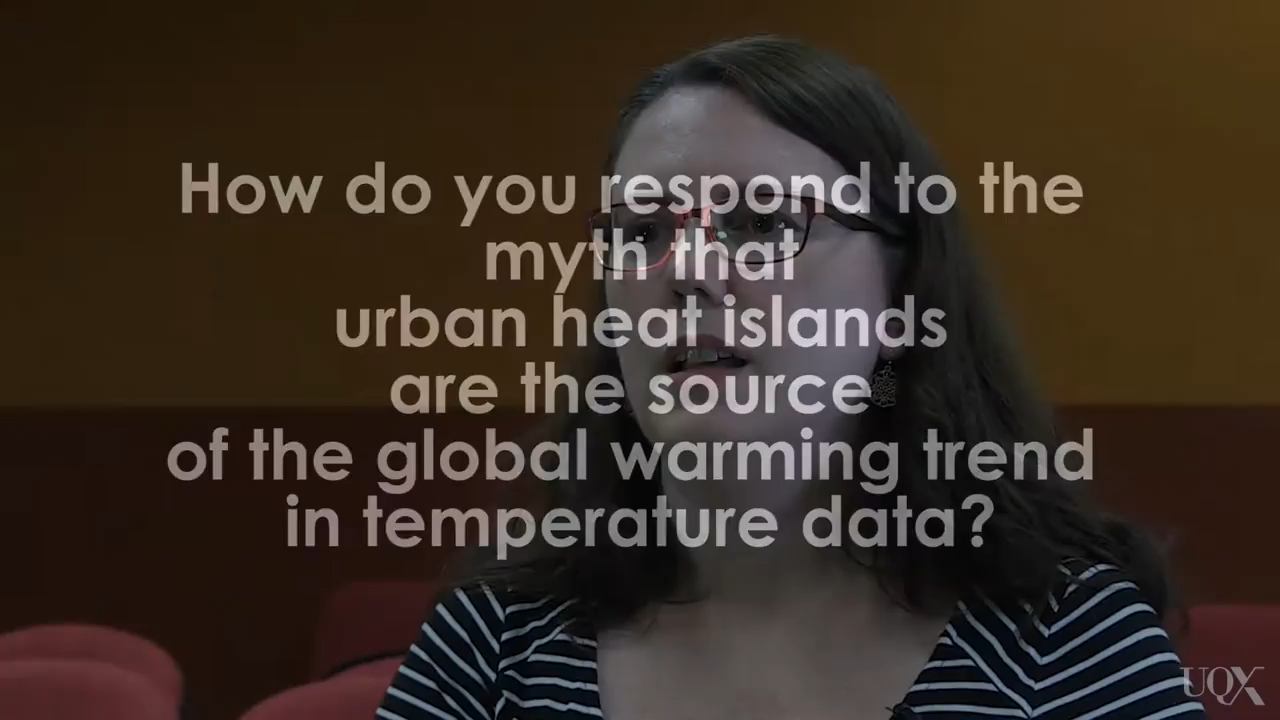 How do you respond to the
myth that
urban heat islands
are the source
of the global warming trend
in temperature data?
UQX